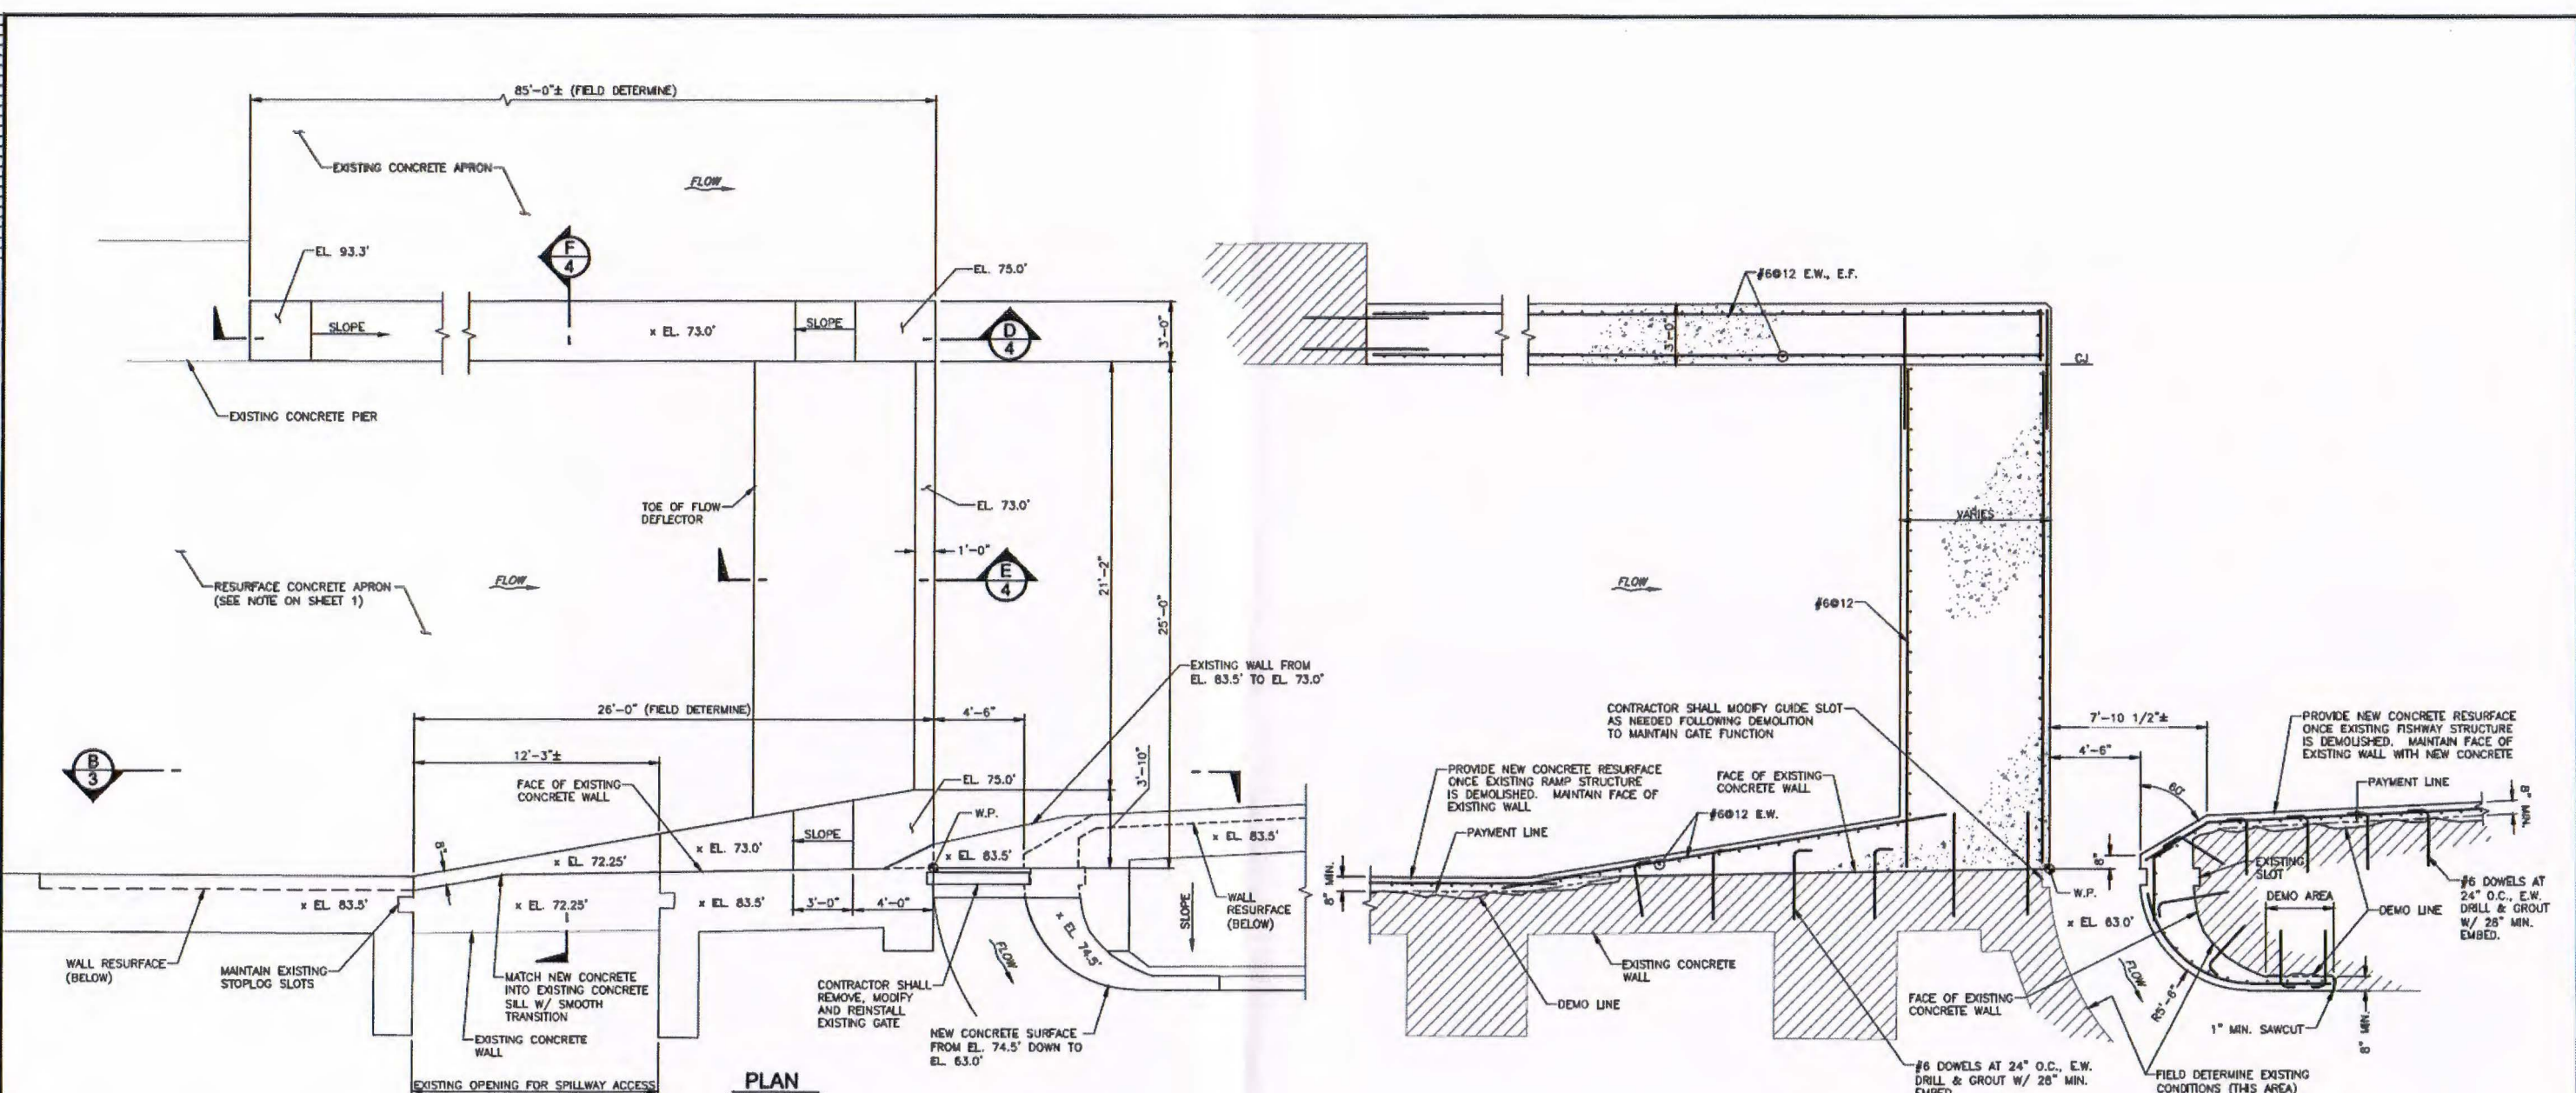 85'-0"± (FIELD DETERMINE)
EXISTING CONCRETE APRON
FLOW
EL. 93.3'
F
4
EL. 75.0'
SLOPE
x EL. 73.0'
SLOPE
D
4
3'-0"
EXISTING CONCRETE PIER
TOE OF FLOW
DEFLECTOR
EL. 73.0'
1'-0"
E
4
21'-2"
25'-0"
RESURFACE CONCRETE APRON
(SEE NOTE ON SHEET 1)
FLOW
EXISTING WALL FROM
EL. 83.5' TO EL. 73.0'
26'-0" (FIELD DETERMINE)
4'-6"
3'-10"
B
3
12'-3"±
FACE OF EXISTING
CONCRETE WALL
EL. 75.0'
W.P.
SLOPE
x EL. 83.5'
x EL. 83.5'
8"
x EL. 72.25'
x EL. 73.0'
x EL. 83.5'
x EL. 72.25'
x EL. 83.5'
3'-0"
4'-0"
SLOPE
WALL
RESURFACE
(BELOW)
WALL RESURFACE
(BELOW)
MAINTAIN EXISTING
STOPLOG SLOTS
MATCH NEW CONCRETE
INTO EXISTING CONCRETE
SILL W/ SMOOTH
TRANSITION
EXISTING CONCRETE
WALL
FLOW
x EL. 74.5'
CONTRACTOR SHALL
REMOVE, MODIFY
AND REINSTALL
EXISTING GATE
NEW CONCRETE SURFACE
FROM EL. 74.5' DOWN TO
EL. 63.0'
EXISTING OPENING FOR SPILLWAY ACCESS
PLAN
#6@12 E.W., E.F.
3'-0"
CJ
VARIES
FLOW
#6@12
CONTRACTOR SHALL MODIFY GUIDE SLOT
AS NEEDED FOLLOWING DEMOLITION
TO MAINTAIN GATE FUNCTION
7'-10 1/2"±
4'-6"
PROVIDE NEW CONCRETE RESURFACE
ONCE EXISTING FISHWAY STRUCTURE
IS DEMOLISHED. MAINTAIN FACE OF
EXISTING WALL WITH NEW CONCRETE
PROVIDE NEW CONCRETE RESURFACE
ONCE EXISTING RAMP STRUCTURE
IS DEMOLISHED. MAINTAIN FACE OF
EXISTING WALL
FACE OF EXISTING
CONCRETE WALL
PAYMENT LINE
#6@12 E.W.
60°
PAYMENT LINE
8" MIN.
8" MIN.
8"
EXISTING
SLOT
W.P.
DEMO AREA
DEMO LINE
#6 DOWELS AT
24" O.C., E.W.
DRILL & GROUT
W/ 28" MIN.
EMBED.
x EL 63.0'
EXISTING CONCRETE
WALL
DEMO LINE
FACE OF EXISTING
CONCRETE WALL
FLOW
R5'-6"
1" MIN. SAWCUT
8" MIN.
#6 DOWELS AT 24" O.C., E.W.
DRILL & GROUT W/ 28" MIN.
EMBED.
FIELD DETERMINE EXISTING
CONDITIONS (THIS AREA)